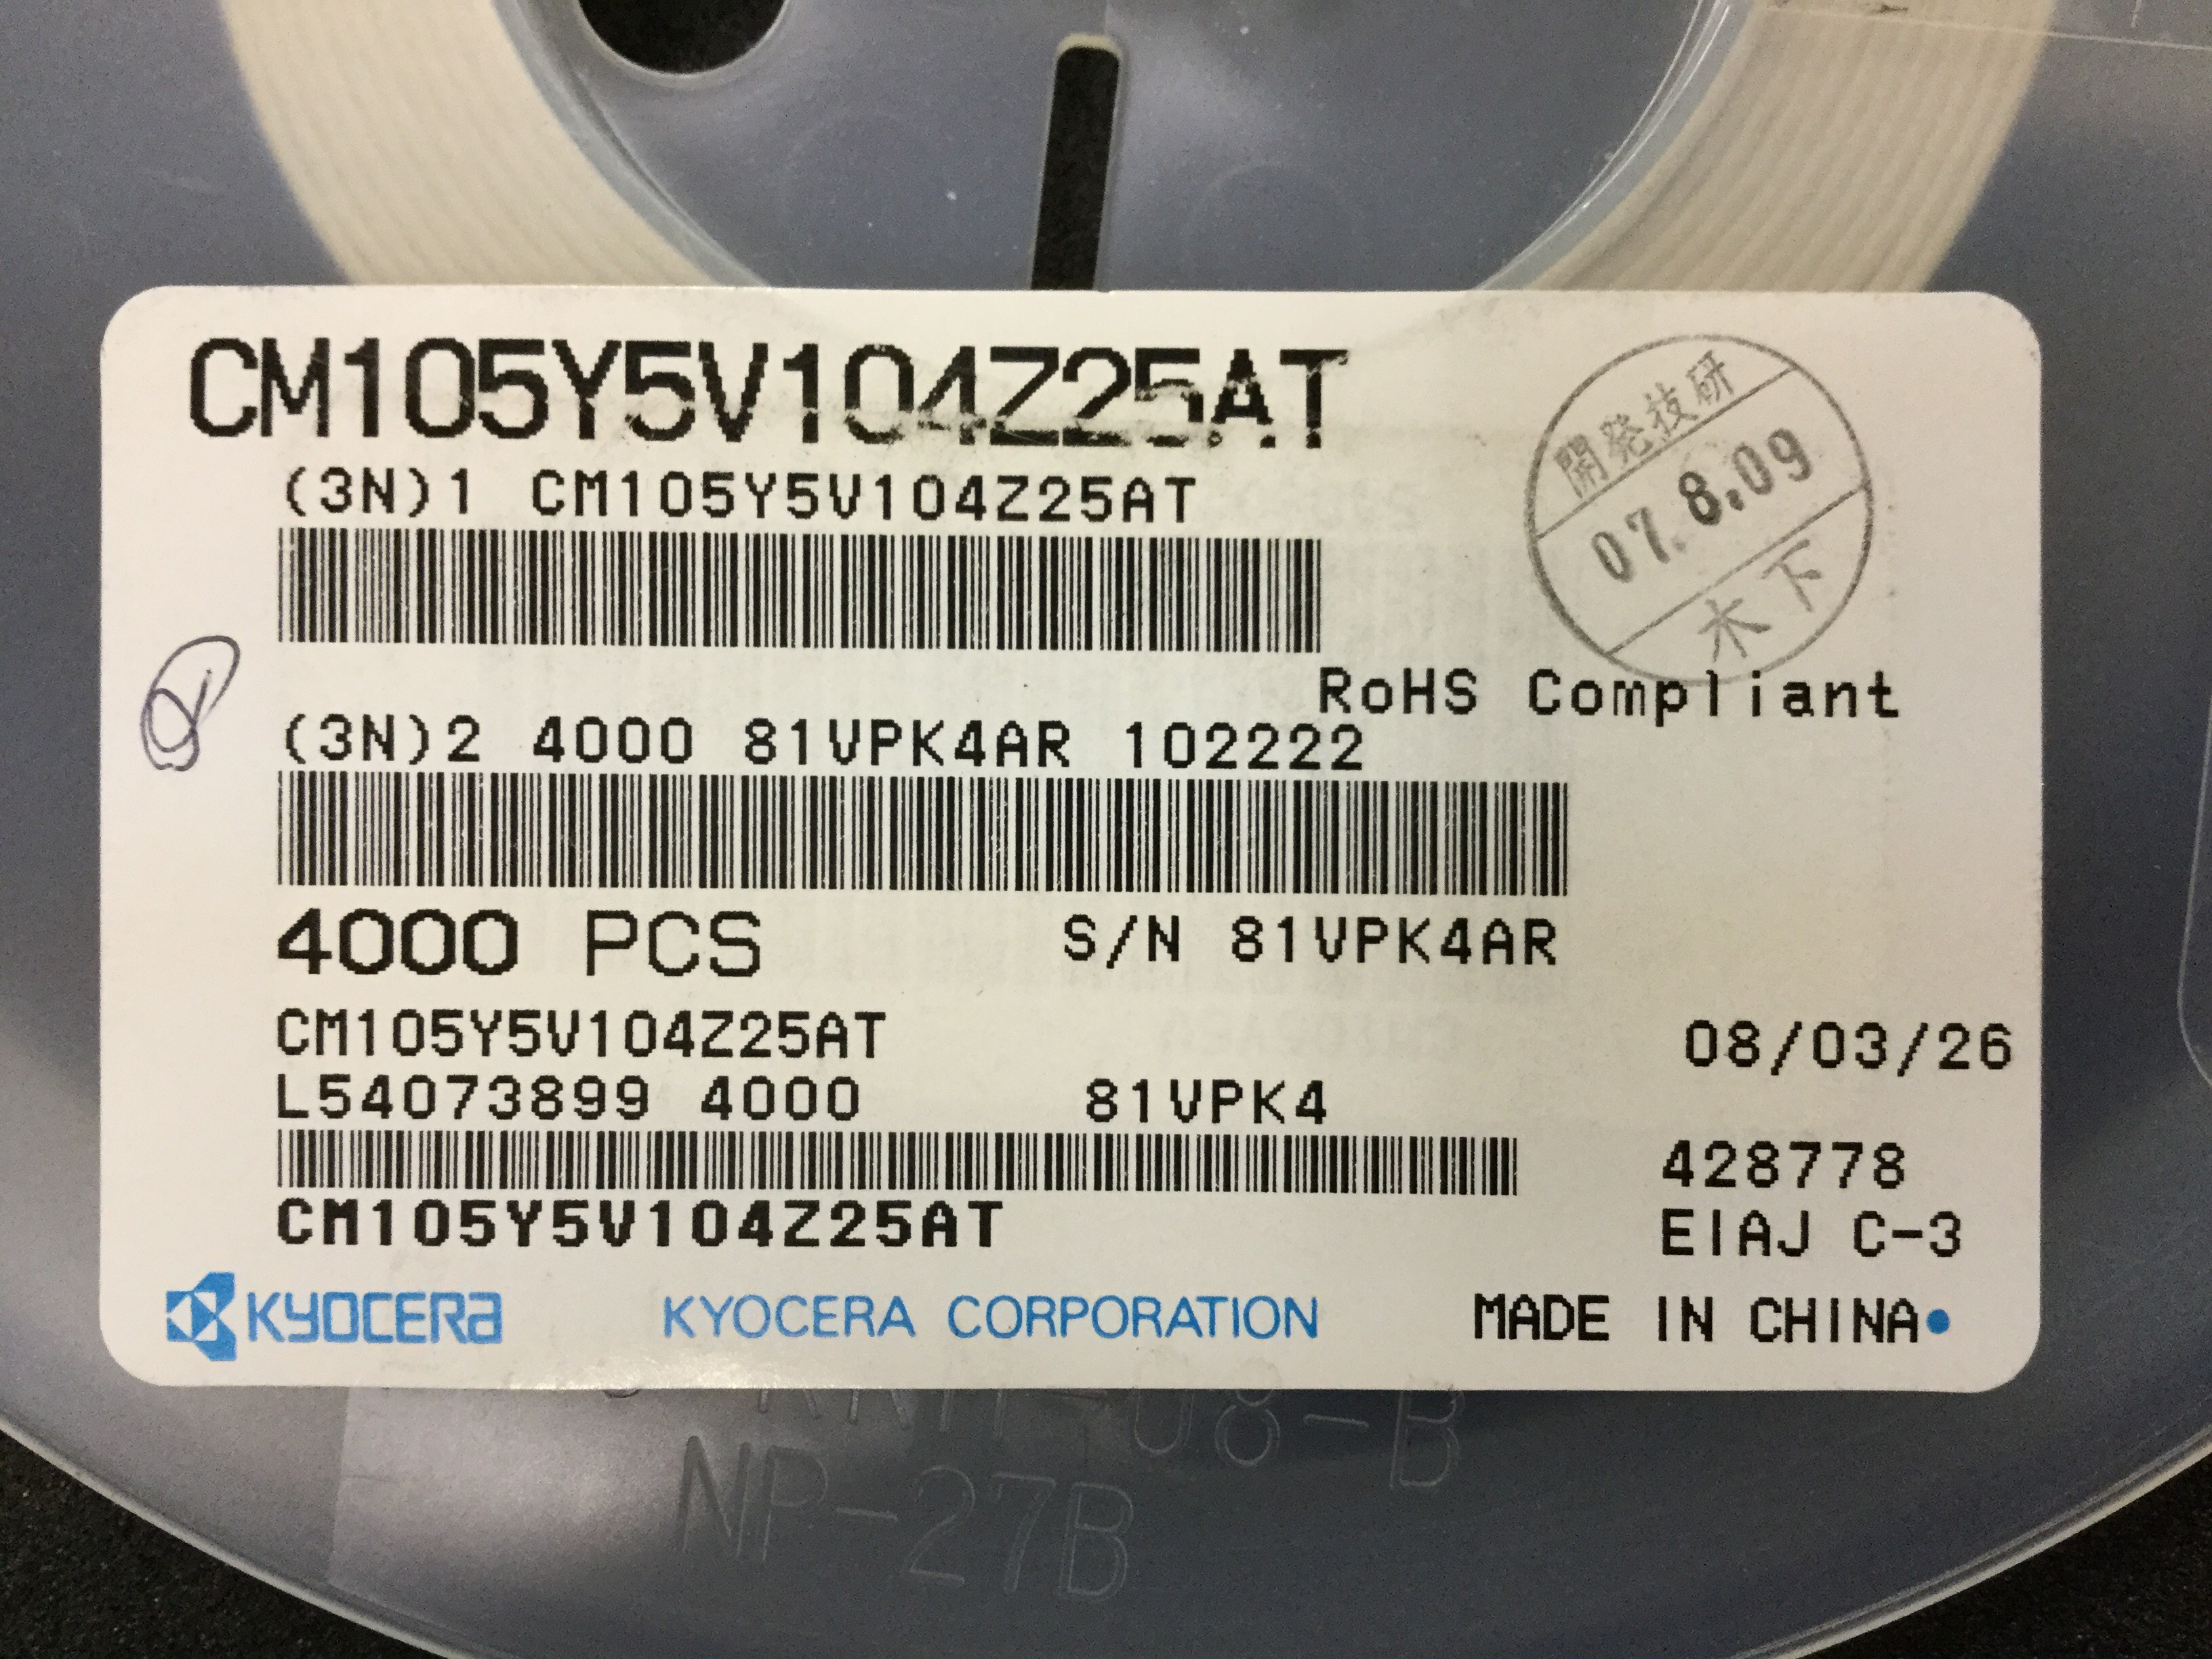 CM105Y5V104Z25AT
(3N)1 CM105Y5V104Z25AT
開発技研
07.8.09
木下
RoHS Compliant
(3N)2 4000 81VPK4AR 102222
4000 PCS S/N 81VPK4AR
CM105Y5V104Z25AT 08/03/26
L54073899 4000 81VPK4
428778
CM105Y5V104Z25AT EIAJ C-3
KYOCERA KYOCERA CORPORATION MADE IN CHINA
08-B
NP-27B